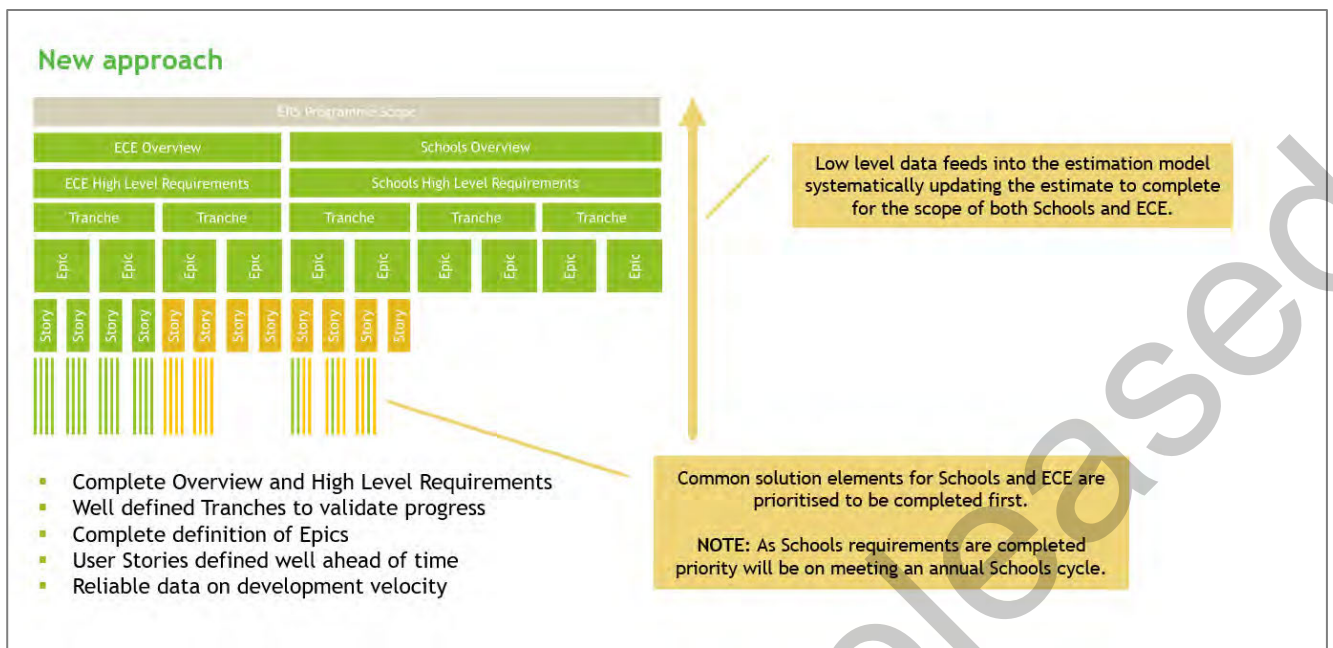 New approach
ERS Programme Scope
ECE Overview
Schools Overview
ECE High Level Requirements
Schools High Level Requirements
Tranche
Tranche
Tranche
Tranche
Tranche
Epic
Epic
Epic
Epic
Epic
Epic
Epic
Epic
Epic
Epic
Story
Story
Story
Story
Story
Story
Story
Story
Story
Story
Story
Story
Low level data feeds into the estimation model
systematically updating the estimate to complete
for the scope of both Schools and ECE.
Common solution elements for Schools and ECE are
prioritised to be completed first.
NOTE: As Schools requirements are completed
priority will be on meeting an annual Schools cycle.
▪ Complete Overview and High Level Requirements
▪ Well defined Tranches to validate progress
▪ Complete definition of Epics
▪ User Stories defined well ahead of time
▪ Reliable data on development velocity
eleased